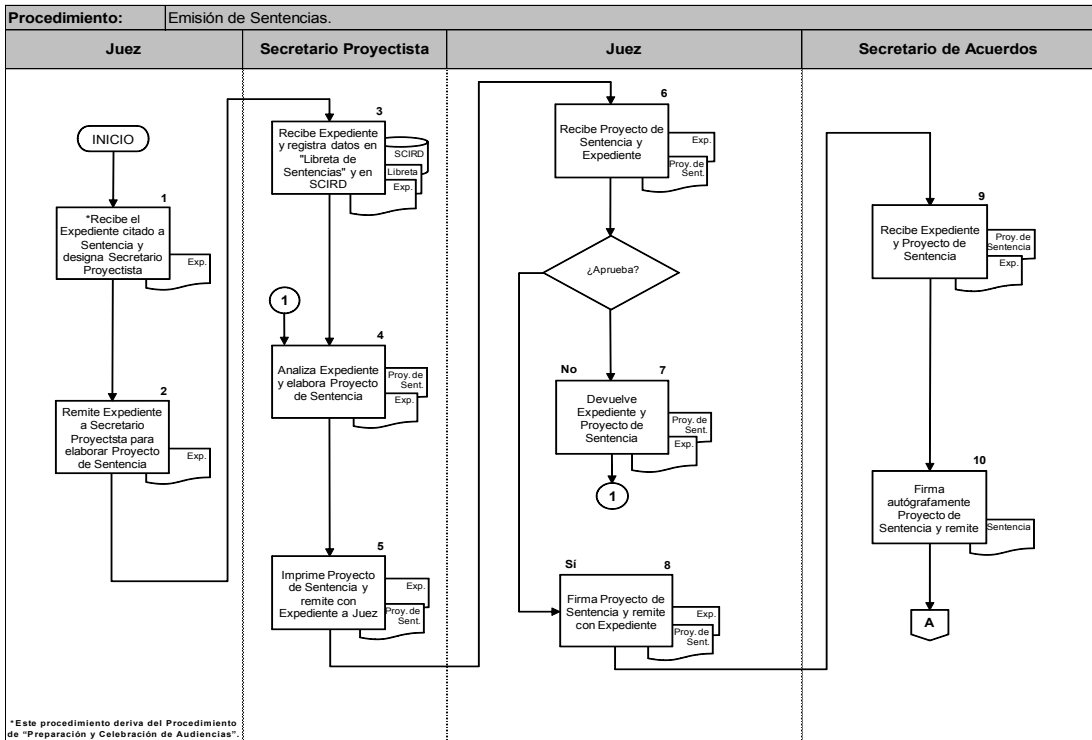 Procedimiento: Emisión de Sentencias.
Juez
Secretario Proyectista
Juez
Secretario de Acuerdos
INICIO
1
*Recibe el
Expediente citado a
Sentencia y
designa Secretario
Proyectista
Exp.
2
Remite Expediente
a Secretario
Proyectsta para
elaborar Proyecto
de Sentencia
Exp.
*Este procedimiento deriva del Procedimiento
de “Preparación y Celebración de Audiencias”.
3
Recibe Expediente
y registra datos en
"Libreta de
Sentencias" y en
SCIRD
SCIRD
Libreta
Exp.
1
4
Analiza Expediente
y elabora Proyecto
de Sentencia
Proy. de
Sent.
Exp.
5
Imprime Proyecto
de Sentencia y
remite con
Expediente a Juez
Exp.
Proy. de
Sent.
6
Recibe Proyecto de
Sentencia y
Expediente
Exp.
Proy. de
Sent.
¿Aprueba?
No
7
Devuelve
Expediente y
Proyecto de
Sentencia
Proy. de
Sent.
Exp.
1
Sí
8
Firma Proyecto de
Sentencia y remite
con Expediente
Exp.
Proy. de
Sent.
9
Recibe Expediente
y Proyecto de
Sentencia
Proy. de
Sentencia
Exp.
10
Firma
autógrafamente
Proyecto de
Sentencia y remite
Sentencia
A